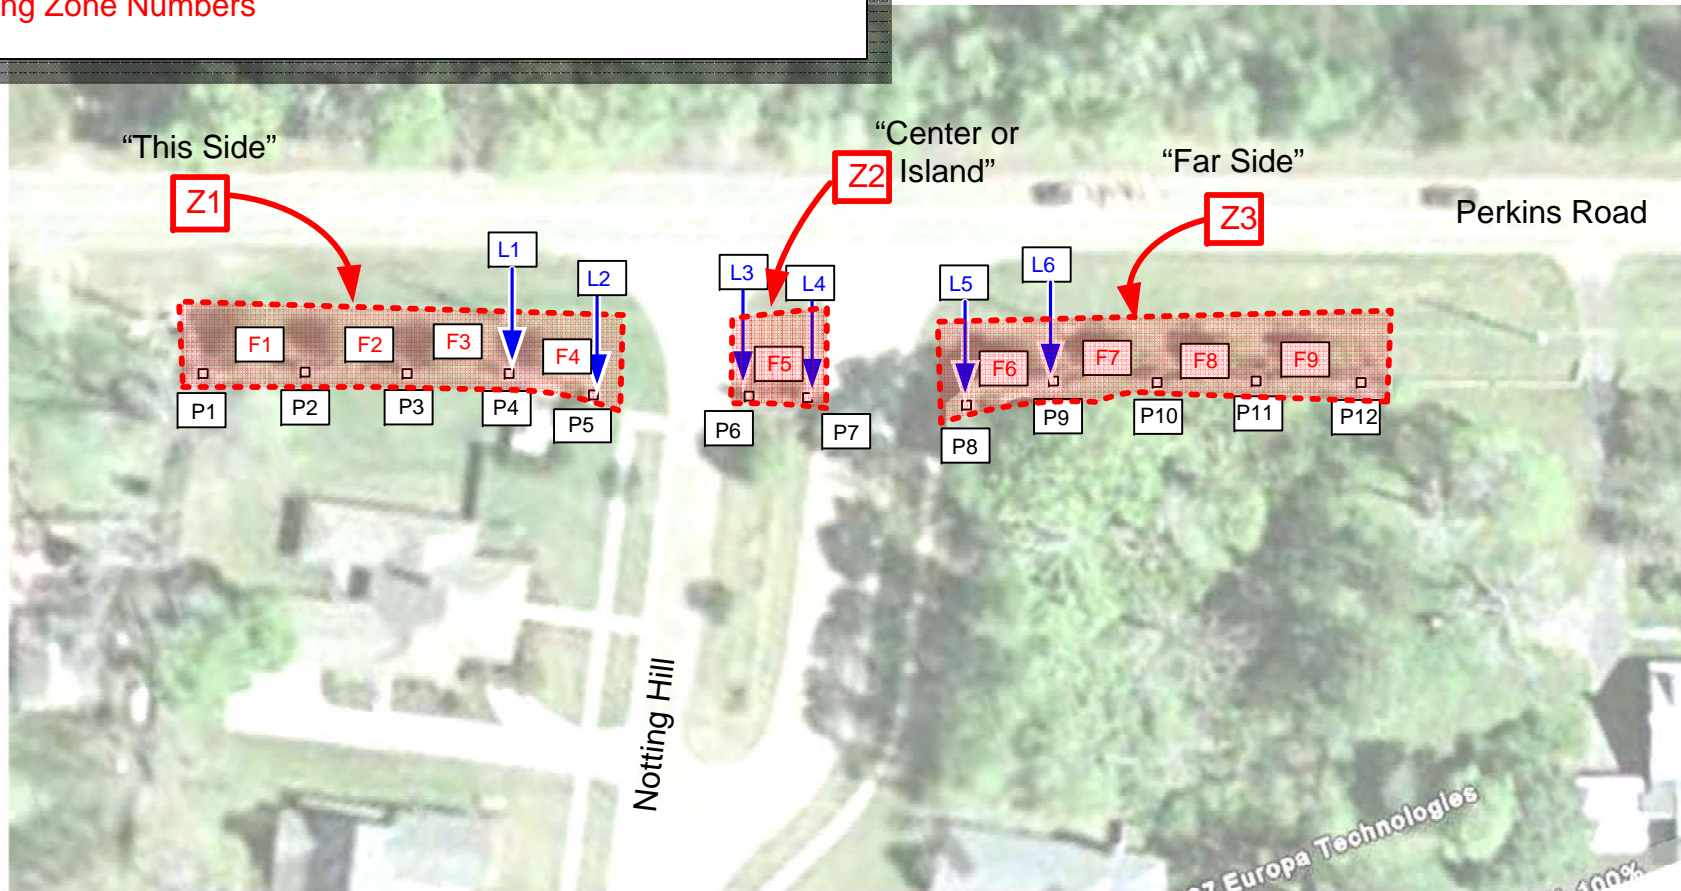 ng Zone Numbers
“This Side”
“Center or
Island”
“Far Side”
Z1
Z2
Z3
Perkins Road
L1
L2
L3
L4
L5
L6
F1
F2
F3
F4
F5
F6
F7
F8
F9
P1
P2
P3
P4
P5
P6
P7
P8
P9
P10
P11
P12
Notting Hill
Europa Technologies
100%